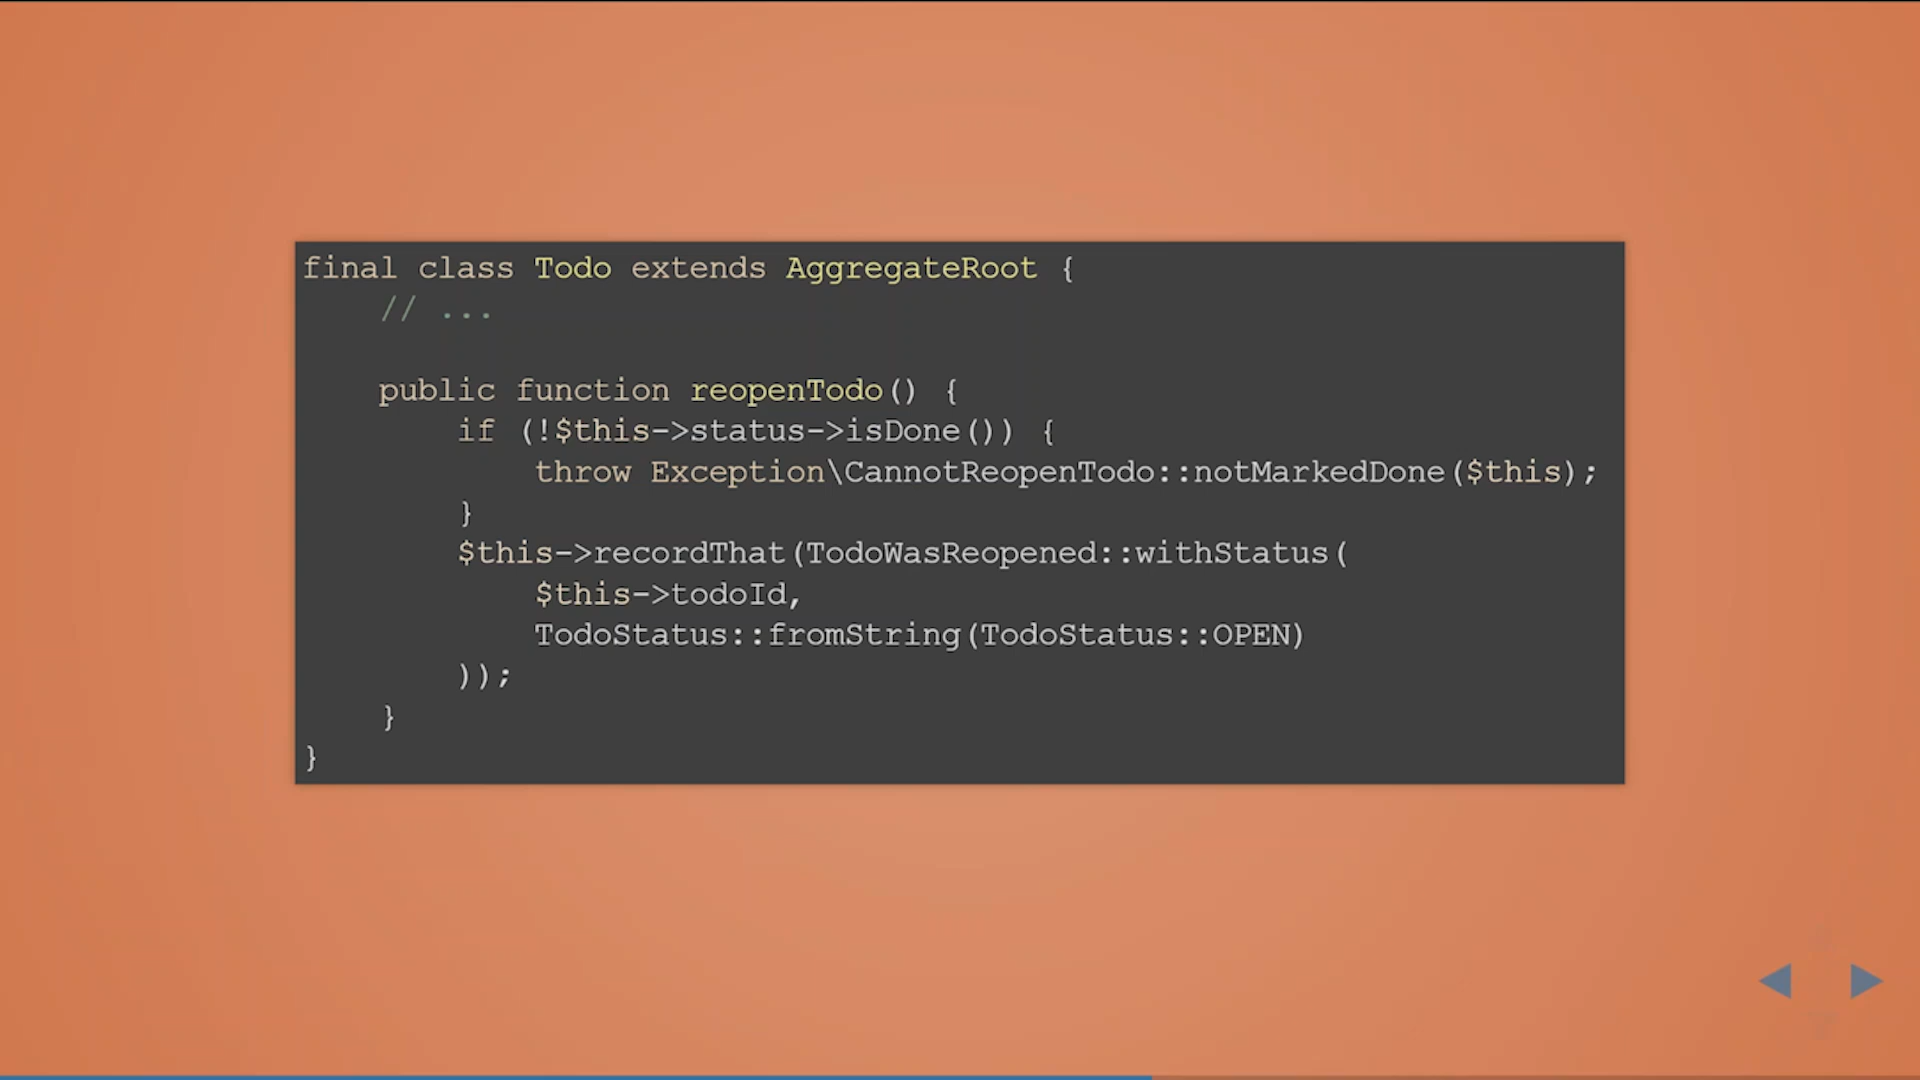 final class Todo extends AggregateRoot {
    // ...

    public function reopenTodo() {
        if (!$this->status->isDone()) {
            throw Exception\CannotReopenTodo::notMarkedDone($this);
        }
        $this->recordThat(TodoWasReopened::withStatus(
            $this->todoId,
            TodoStatus::fromString(TodoStatus::OPEN)
        ));
    }
}